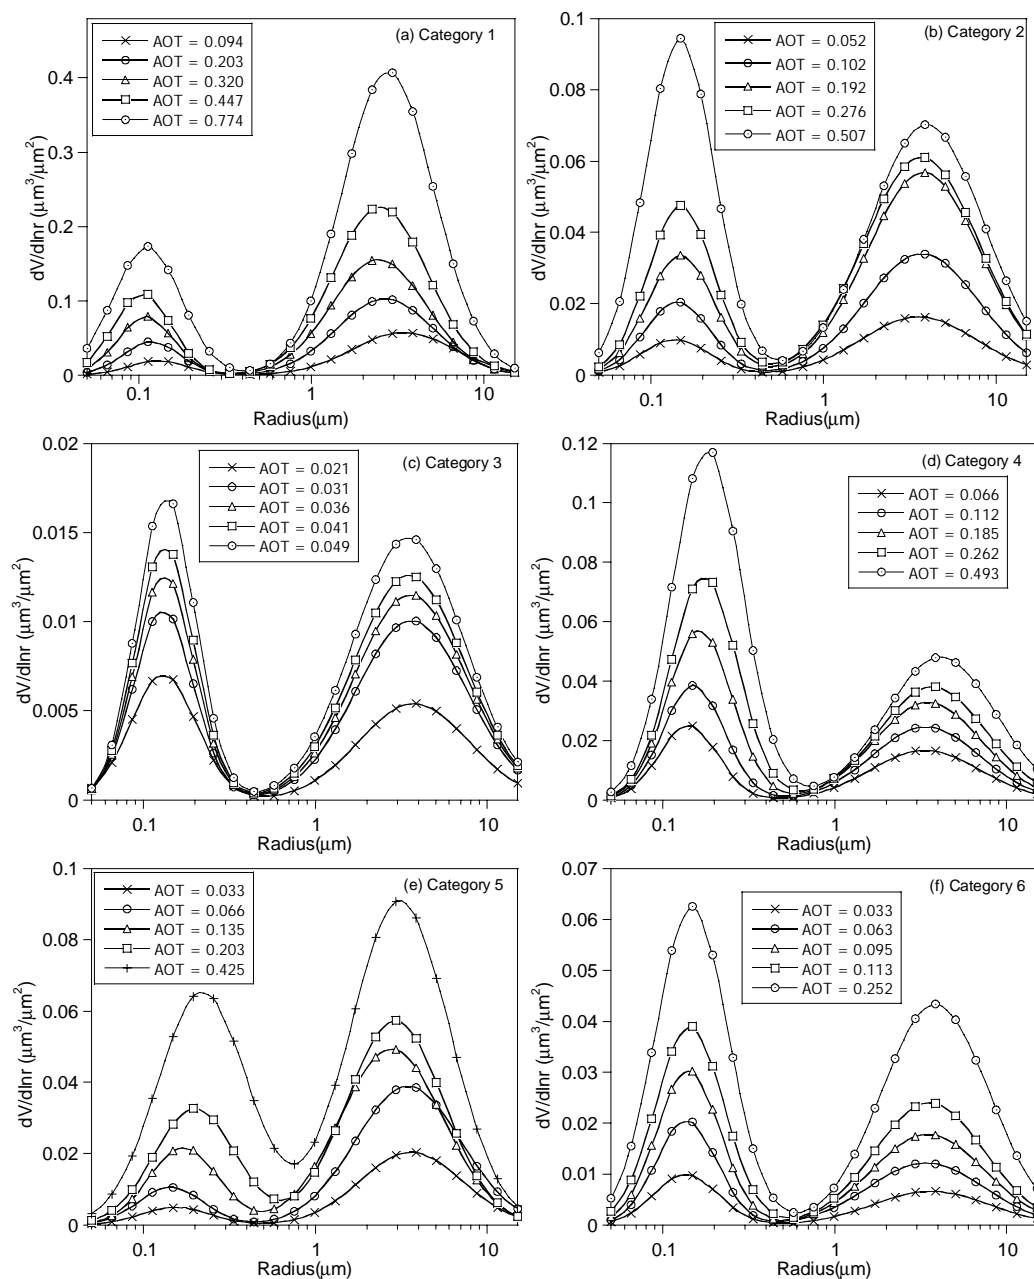 (a) Category 1
AOT = 0.094
AOT = 0.203
AOT = 0.320
AOT = 0.447
AOT = 0.774
0.4
0.3
0.2
0.1
0
dV/dlnr (μm³/μm²)
0.1 1 10
Radius(μm)
(b) Category 2
AOT = 0.052
AOT = 0.102
AOT = 0.192
AOT = 0.276
AOT = 0.507
0.1
0.08
0.06
0.04
0.02
0
dV/dlnr (μm³/μm²)
0.1 1 10
Radius(μm)
(c) Category 3
AOT = 0.021
AOT = 0.031
AOT = 0.036
AOT = 0.041
AOT = 0.049
0.02
0.015
0.01
0.005
0
dV/dlnr (μm³/μm²)
0.1 1 10
Radius(μm)
(d) Category 4
AOT = 0.066
AOT = 0.112
AOT = 0.185
AOT = 0.262
AOT = 0.493
0.12
0.1
0.08
0.06
0.04
0.02
0
dV/dlnr (μm³/μm²)
0.1 1 10
Radius(μm)
(e) Category 5
AOT = 0.033
AOT = 0.066
AOT = 0.135
AOT = 0.203
AOT = 0.425
0.1
0.08
0.06
0.04
0.02
0
dV/dlnr (μm³/μm²)
0.1 1 10
Radius(μm)
(f) Category 6
AOT = 0.033
AOT = 0.063
AOT = 0.095
AOT = 0.113
AOT = 0.252
0.07
0.06
0.05
0.04
0.03
0.02
0.01
0
dV/dlnr (μm³/μm²)
0.1 1 10
Radius(μm)